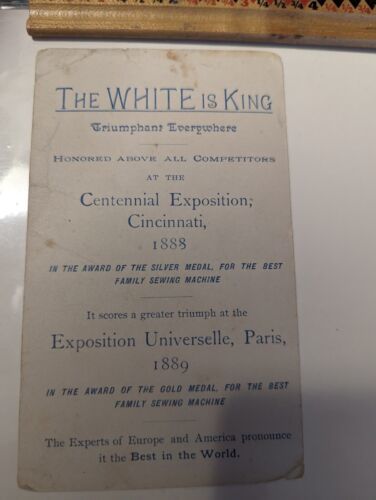 THE WHITE IS KING
Triumphant Everywhere
HONORED ABOVE ALL COMPETITORS
AT THE
Centennial Exposition,
Cincinnati,
1888
IN THE AWARD OF THE SILVER MEDAL, FOR THE BEST
FAMILY SEWING MACHINE
It scores a greater triumph at the
Exposition Universelle, Paris,
1889
IN THE AWARD OF THE GOLD MEDAL, FOR THE BEST
FAMILY SEWING MACHINE
The Experts of Europe and America pronounce
it the Best in the World.